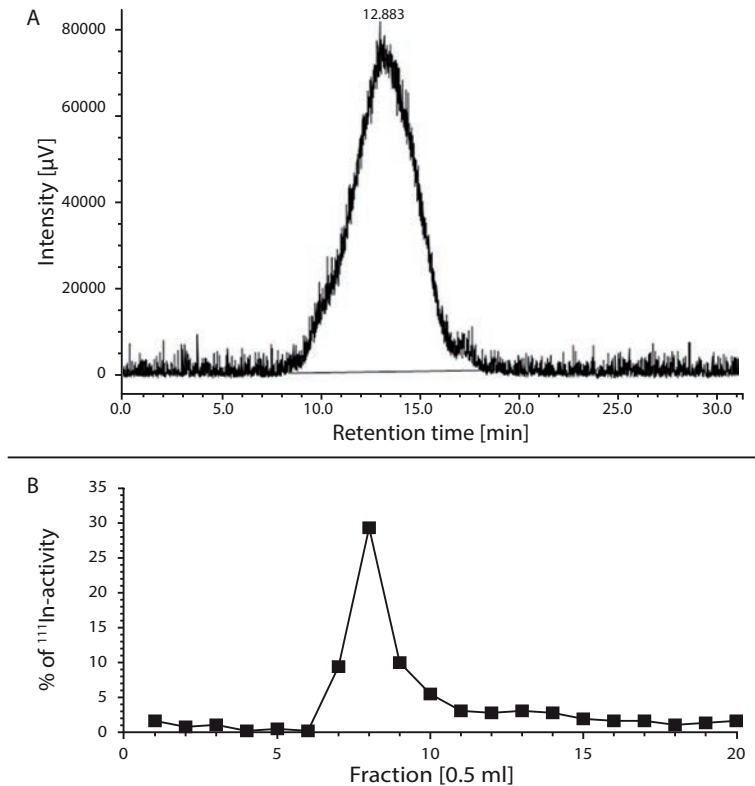 A
12.883
80000
60000
40000
20000
0
Intensity [µV]
0.0 5.0 10.0 15.0 20.0 25.0 30.0
Retention time [min]
B
35
30
25
20
15
10
5
0
% of ¹¹¹In-activity
0 5 10 15 20
Fraction [0.5 ml]